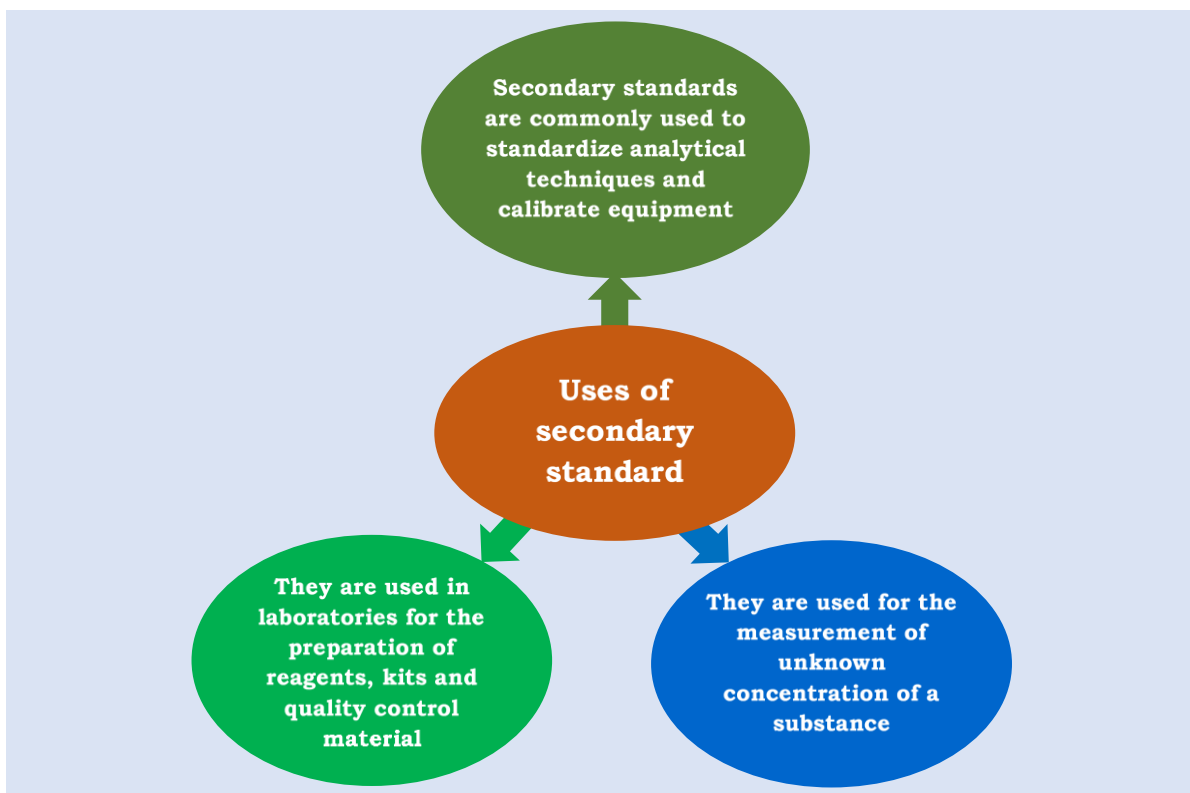 Secondary standards
are commonly used to
standardize analytical
techniques and
calibrate equipment
Uses of
secondary
standard
They are used in
laboratories for the
preparation of
reagents, kits and
quality control
material
They are used for the
measurement of
unknown
concentration of a
substance